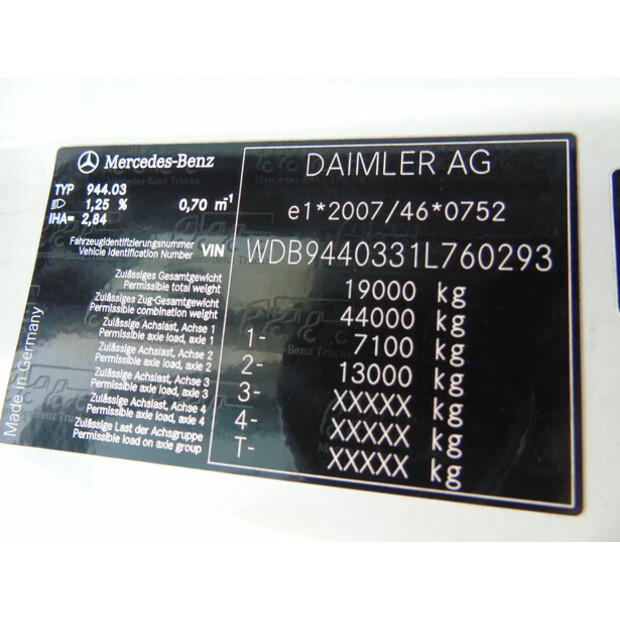 Mercedes-Benz
DAIMLER AG
TYP 944.03
1,25 % 0,70 m-1
IHA= 2,84
e1*2007/46*0752
Fahrzeugidentifizierungsnummer
Vehicle Identification Number
VIN WDB9440331L760293
Zulässiges Gesamtgewicht
Permissible total weight
19000 kg
Zulässiges Zug-Gesamtgewicht
Permissible combination weight
44000 kg
Zulässige Achslast, Achse 1
Permissible axle load, axle 1
1- 7100 kg
Zulässige Achslast, Achse 2
Permissible axle load, axle 2
2- 13000 kg
Zulässige Achslast, Achse 3
Permissible axle load, axle 3
3- XXXXX kg
Zulässige Achslast, Achse 4
Permissible axle load, axle 4
4- XXXXX kg
Zulässige Last der Achsgruppe
Permissible load on axle group
T- XXXXX kg
Made in Germany
Mercedes-Benz Trucks